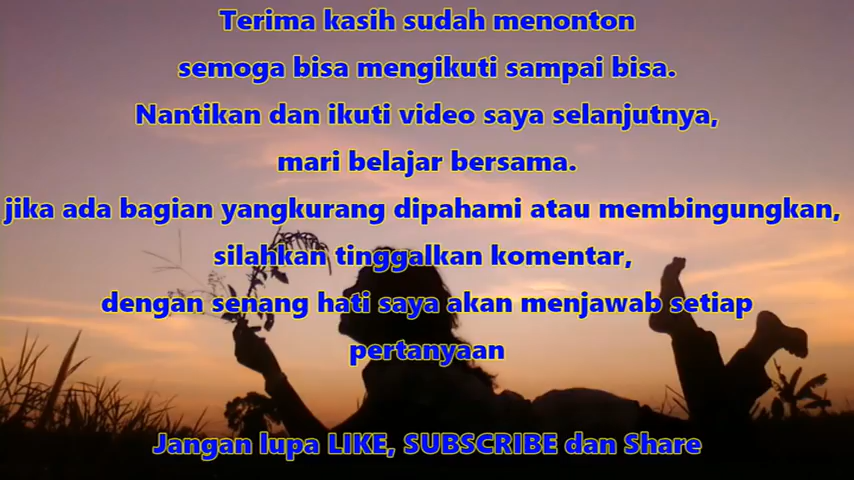 Terima kasih sudah menonton
semoga bisa mengikuti sampai bisa.
Nantikan dan ikuti video saya selanjutnya,
mari belajar bersama.
jika ada bagian yangkurang dipahami atau membingungkan,
silahkan tinggalkan komentar,
dengan senang hati saya akan menjawab setiap
pertanyaan
Jangan lupa LIKE, SUBSCRIBE dan Share